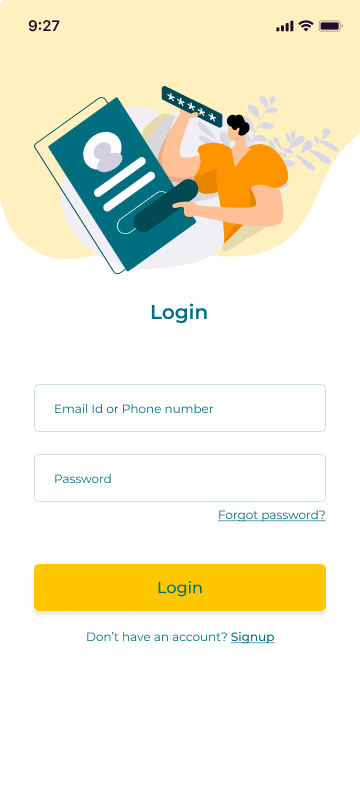 9:27
*****
Login
Email Id or Phone number
Password
Forgot password?
Login
Don't have an account? Signup